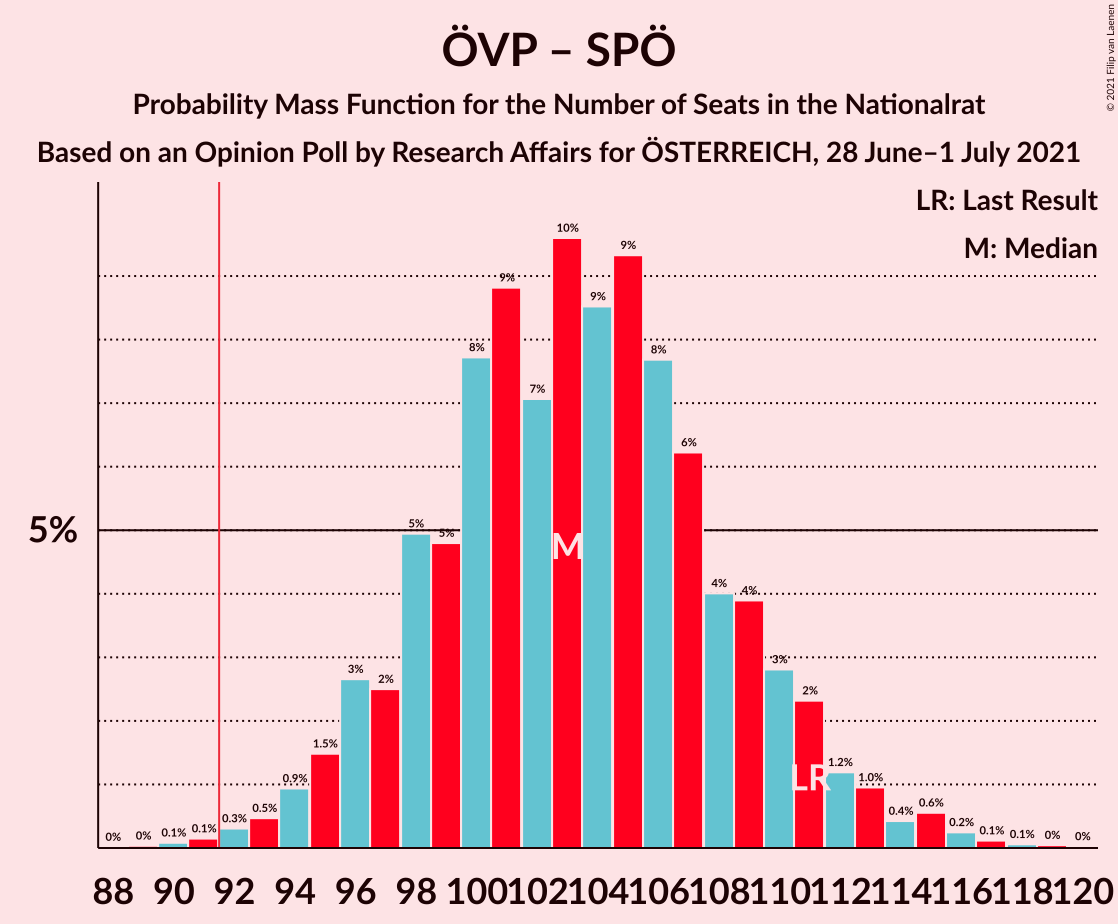 ÖVP – SPÖ
Probability Mass Function for the Number of Seats in the Nationalrat
Based on an Opinion Poll by Research Affairs for ÖSTERREICH, 28 June–1 July 2021
© 2021 Filip van Laenen
LR: Last Result
M: Median
5%
0% 0% 0.1% 0.1% 0.3% 0.5% 0.9% 1.5% 3% 2% 5% 5% 8% 9% 7% 10% 9% 9% 8% 6% 4% 4% 3% 2% 1.2% 1.0% 0.4% 0.6% 0.2% 0.1% 0.1% 0% 0%
M
LR
88 90 92 94 96 98 100 102 104 106 108 110 112 114 116 118 120